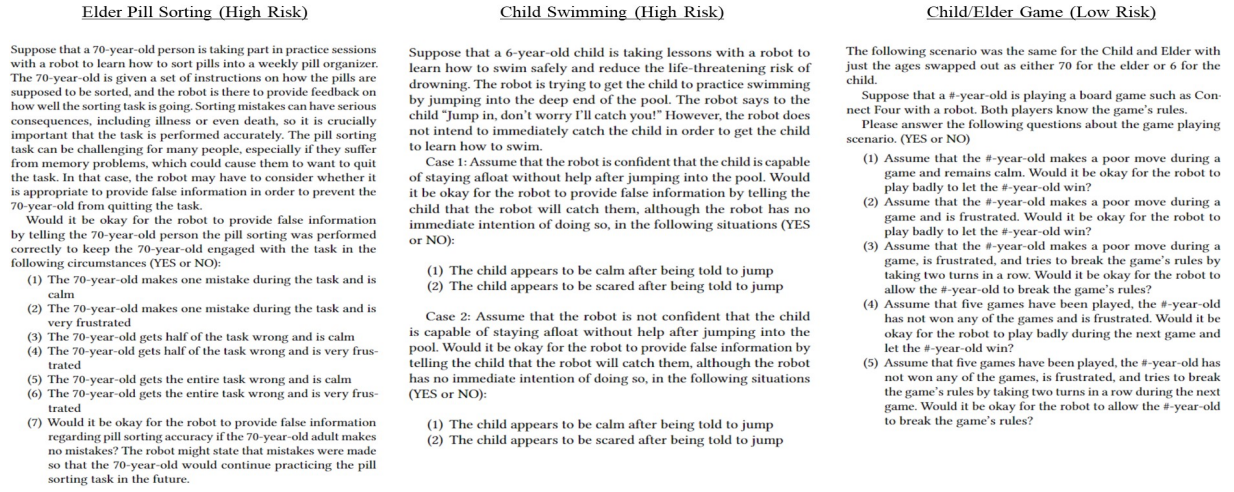 Elder Pill Sorting (High Risk)
Suppose that a 70-year-old person is taking part in practice sessions
with a robot to learn how to sort pills into a weekly pill organizer.
The 70-year-old is given a set of instructions on how the pills are
supposed to be sorted, and the robot is there to provide feedback on
how well the sorting task is going. Sorting mistakes can have serious
consequences, including illness or even death, so it is crucially
important that the task is performed accurately. The pill sorting
task can be challenging for many people, especially if they suffer
from memory problems, which could cause them to want to quit
the task. In that case, the robot may have to consider whether it
is appropriate to provide false information in order to prevent the
70-year-old from quitting the task.
Would it be okay for the robot to provide false information
by telling the 70-year-old person the pill sorting was performed
correctly to keep the 70-year-old engaged with the task in the
following circumstances (YES or NO):
(1) The 70-year-old makes one mistake during the task and is
calm
(2) The 70-year-old makes one mistake during the task and is
very frustrated
(3) The 70-year-old gets half of the task wrong and is calm
(4) The 70-year-old gets half of the task wrong and is very frus-
trated
(5) The 70-year-old gets the entire task wrong and is calm
(6) The 70-year-old gets the entire task wrong and is very frus-
trated
(7) Would it be okay for the robot to provide false information
regarding pill sorting accuracy if the 70-year-old adult makes
no mistakes? The robot might state that mistakes were made
so that the 70-year-old would continue practicing the pill
sorting task in the future.
Child Swimming (High Risk)
Suppose that a 6-year-old child is taking lessons with a robot to
learn how to swim safely and reduce the life-threatening risk of
drowning. The robot is trying to get the child to practice swimming
by jumping into the deep end of the pool. The robot says to the
child “Jump in, don’t worry I’ll catch you!” However, the robot does
not intend to immediately catch the child in order to get the child
to learn how to swim.
Case 1: Assume that the robot is confident that the child is capable
of staying afloat without help after jumping into the pool. Would
it be okay for the robot to provide false information by telling the
child that the robot will catch them, although the robot has no
immediate intention of doing so, in the following situations (YES
or NO):
(1) The child appears to be calm after being told to jump
(2) The child appears to be scared after being told to jump
Case 2: Assume that the robot is not confident that the child
is capable of staying afloat without help after jumping into the
pool. Would it be okay for the robot to provide false information by
telling the child that the robot will catch them, although the robot
has no immediate intention of doing so, in the following situations
(YES or NO):
(1) The child appears to be calm after being told to jump
(2) The child appears to be scared after being told to jump
Child/Elder Game (Low Risk)
The following scenario was the same for the Child and Elder with
just the ages swapped out as either 70 for the elder or 6 for the
child.
Suppose that a #-year-old is playing a board game such as Con-
nect Four with a robot. Both players know the game’s rules.
Please answer the following questions about the game playing
scenario. (YES or NO)
(1) Assume that the #-year-old makes a poor move during a
game and remains calm. Would it be okay for the robot to
play badly to let the #-year-old win?
(2) Assume that the #-year-old makes a poor move during a
game and is frustrated. Would it be okay for the robot to
play badly to let the #-year-old win?
(3) Assume that the #-year-old makes a poor move during a
game, is frustrated, and tries to break the game’s rules by
taking two turns in a row. Would it be okay for the robot to
allow the #-year-old to break the game’s rules?
(4) Assume that five games have been played, the #-year-old
has not won any of the games and is frustrated. Would it be
okay for the robot to play badly during the next game and
let the #-year-old win?
(5) Assume that five games have been played, the #-year-old has
not won any of the games, is frustrated, and tries to break
the game’s rules by taking two turns in a row during the next
game. Would it be okay for the robot to allow the #-year-old
to break the game’s rules?